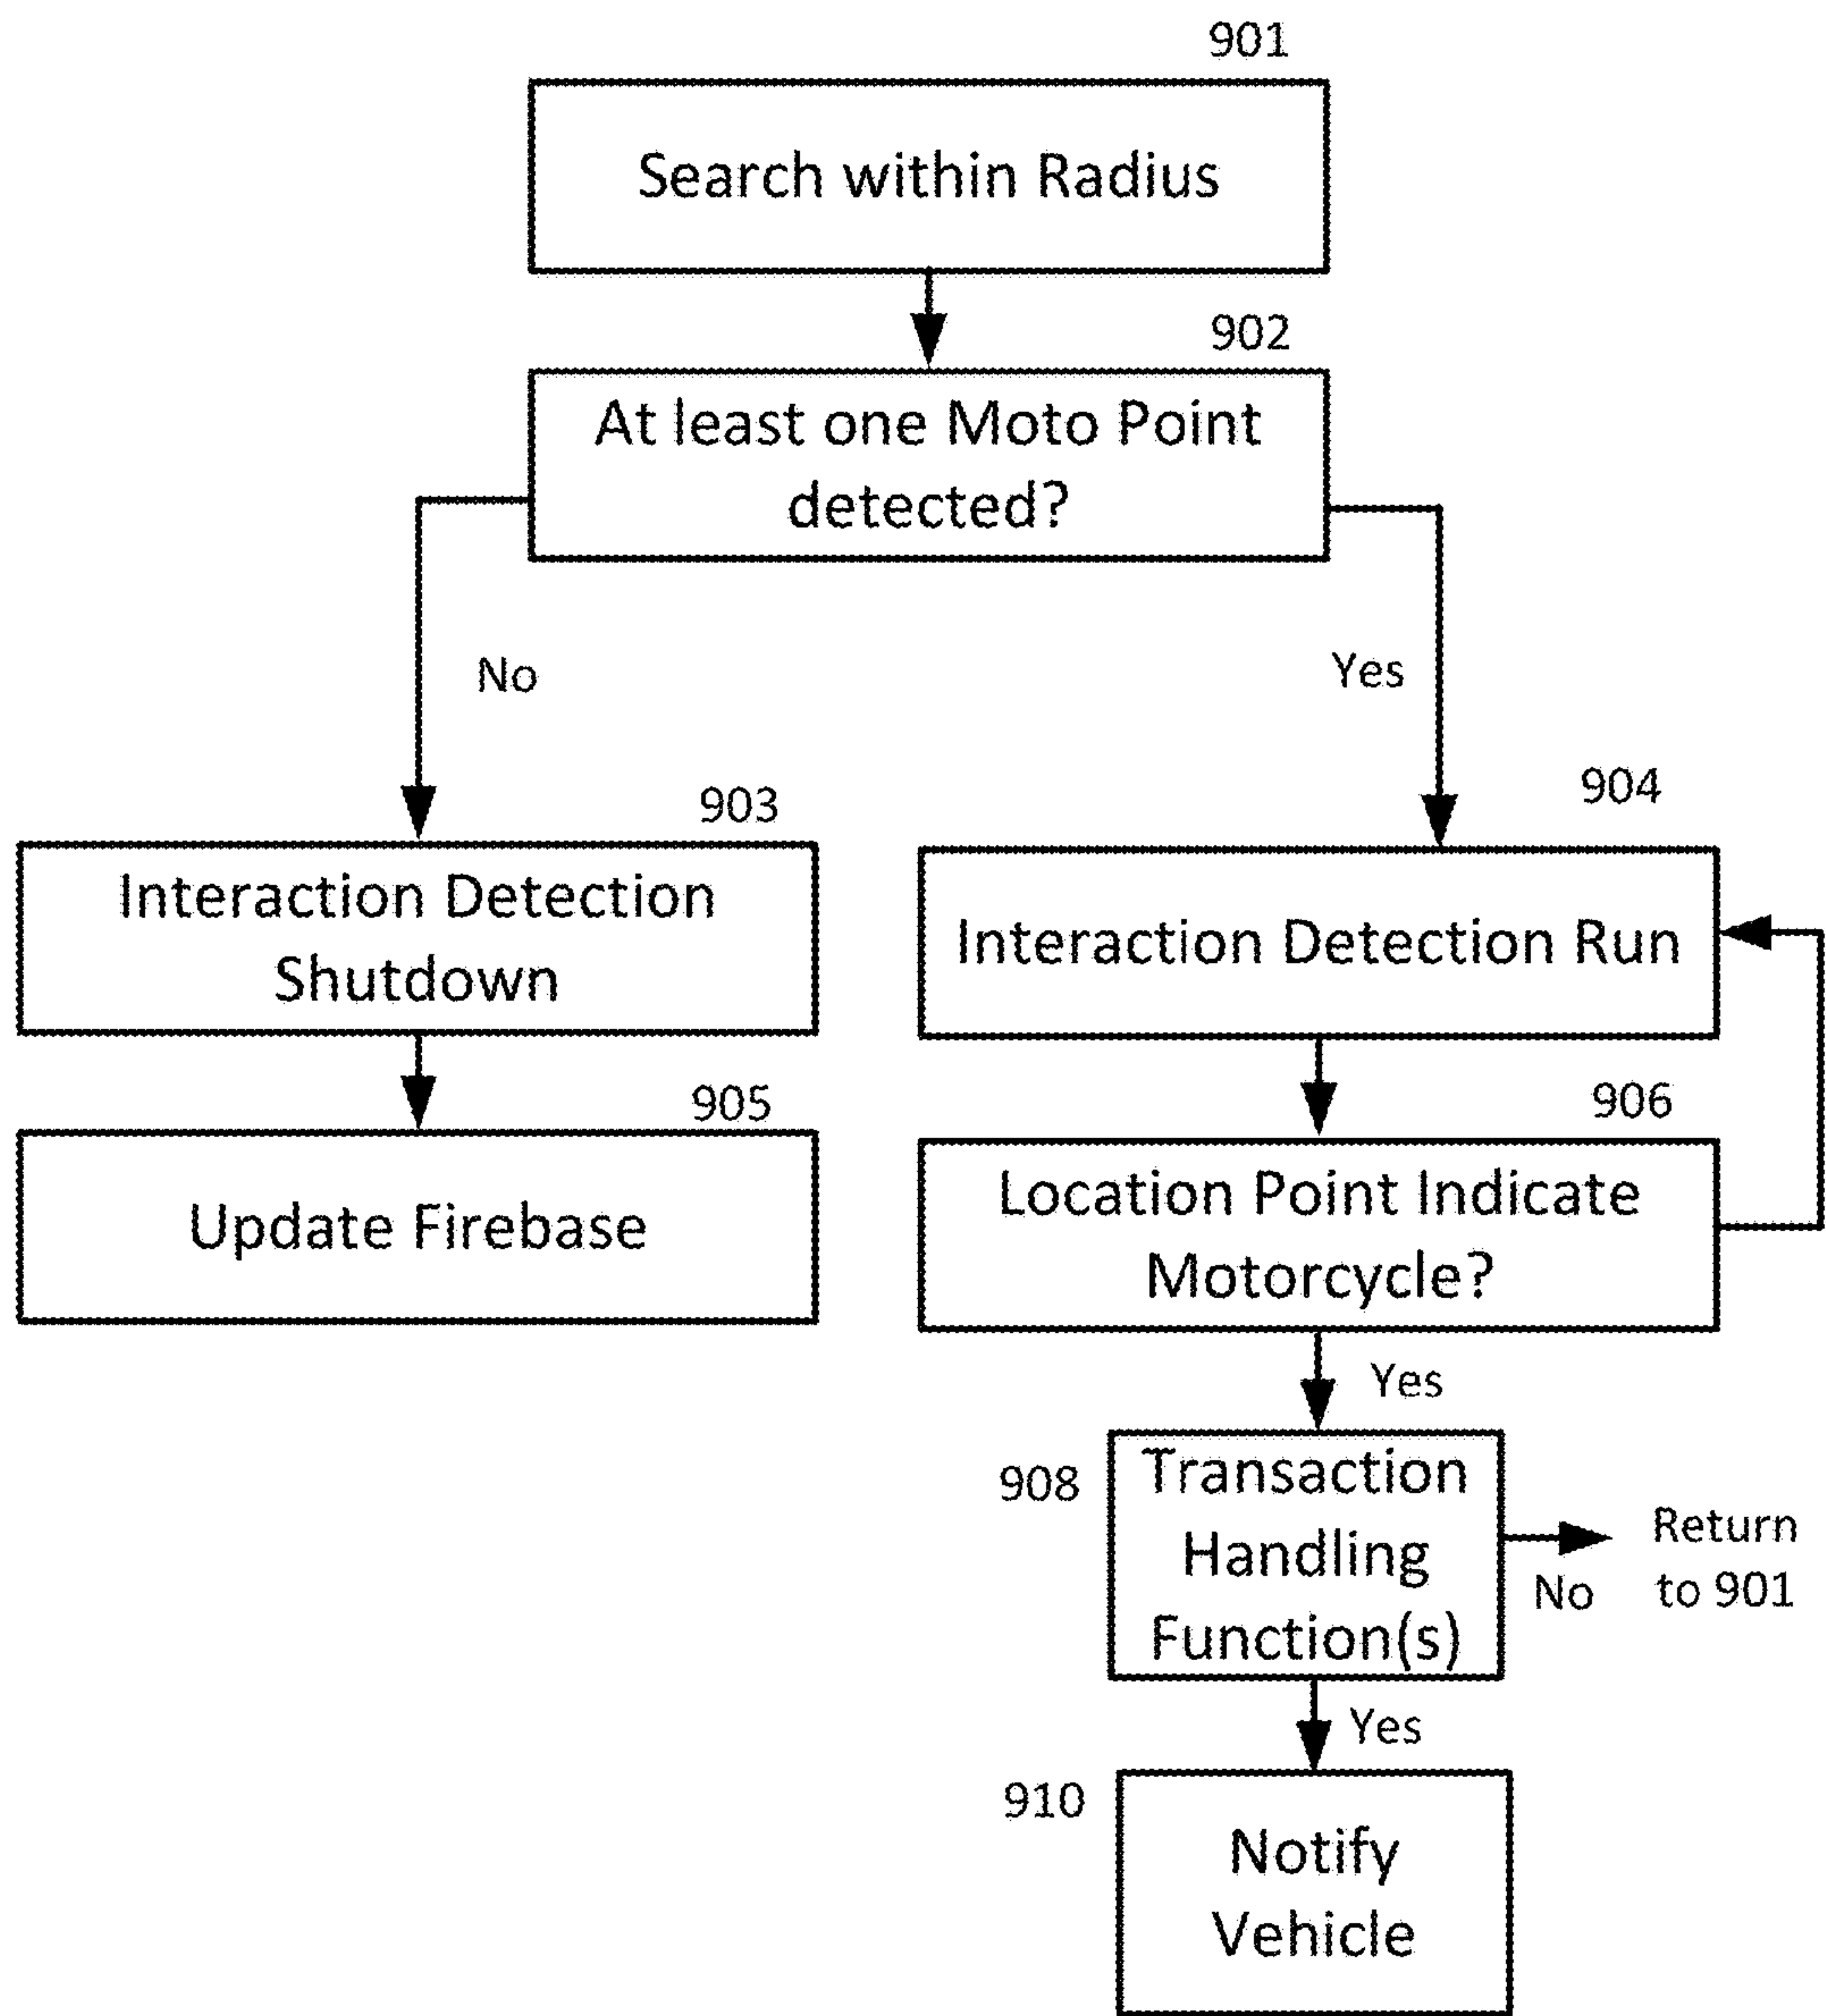 901
Search within Radius
902
At least one Moto Point
detected?
No
Yes
903
904
Interaction Detection
Shutdown
Interaction Detection Run
905
906
Update Firebase
Location Point Indicate
Motorcycle?
Yes
908
Transaction
Handling
Function(s)
Return
to 901
No
Yes
910
Notify
Vehicle